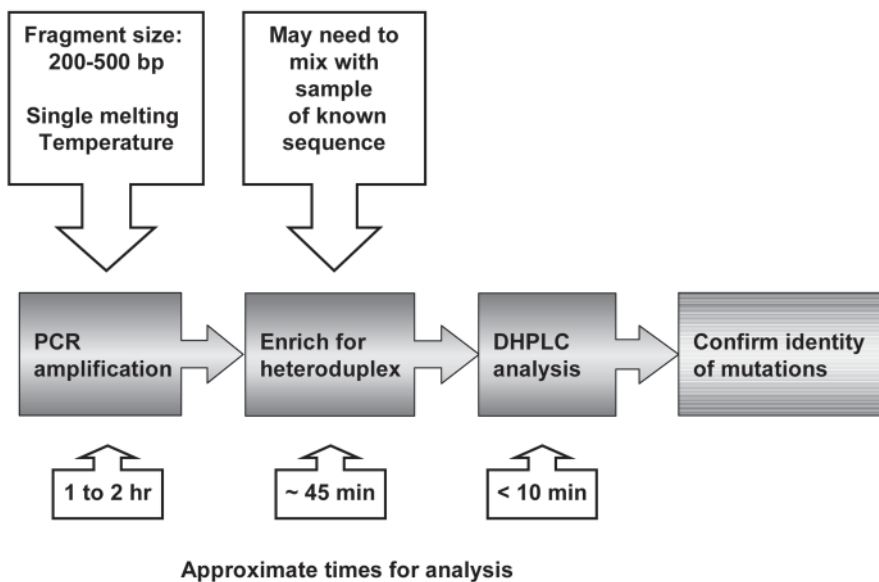 Fragment size:
200-500 bp
Single melting
Temperature
May need to
mix with
sample
of known
sequence
PCR
amplification
Enrich for
heteroduplex
DHPLC
analysis
Confirm identity
of mutations
1 to 2 hr
~ 45 min
< 10 min
Approximate times for analysis